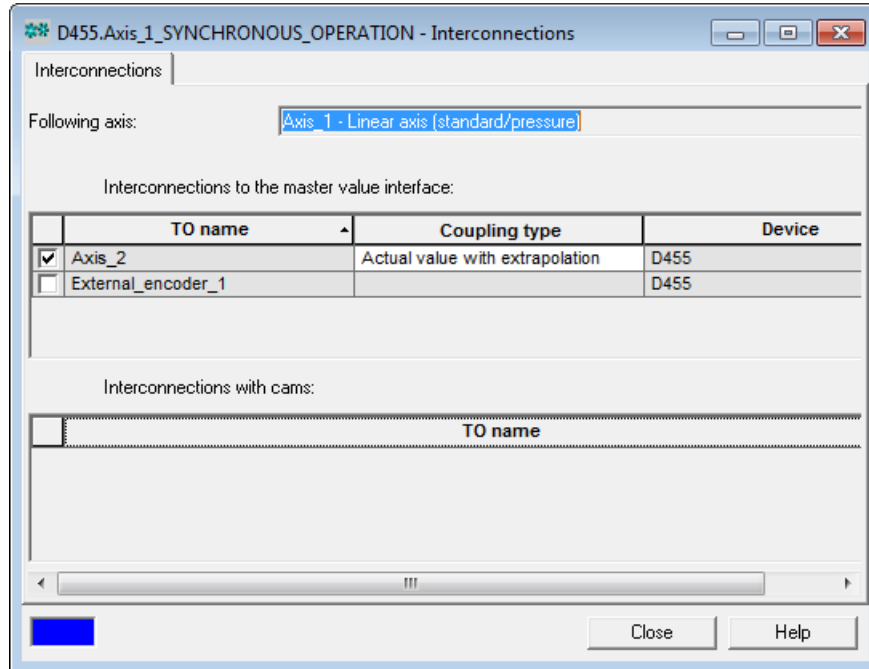 D455.Axis_1_SYNCHRONOUS_OPERATION - Interconnections
Interconnections
Following axis: Axis_1 - Linear axis (standard/pressure)
Interconnections to the master value interface:
TO name Coupling type Device
Axis_2 Actual value with extrapolation D455
External_encoder_1 D455
Interconnections with cams:
TO name
Close Help